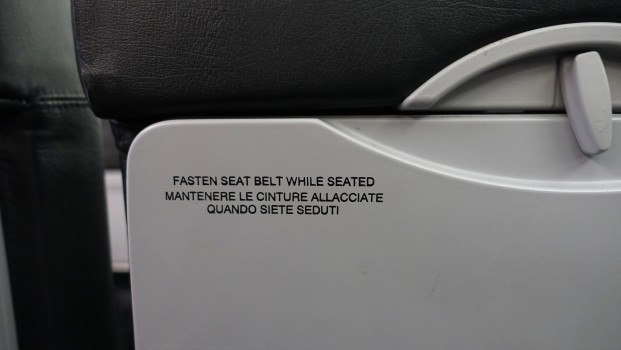 FASTEN SEAT BELT WHILE SEATED
MANTENERE LE CINTURE ALLACCIATE
QUANDO SIETE SEDUTI